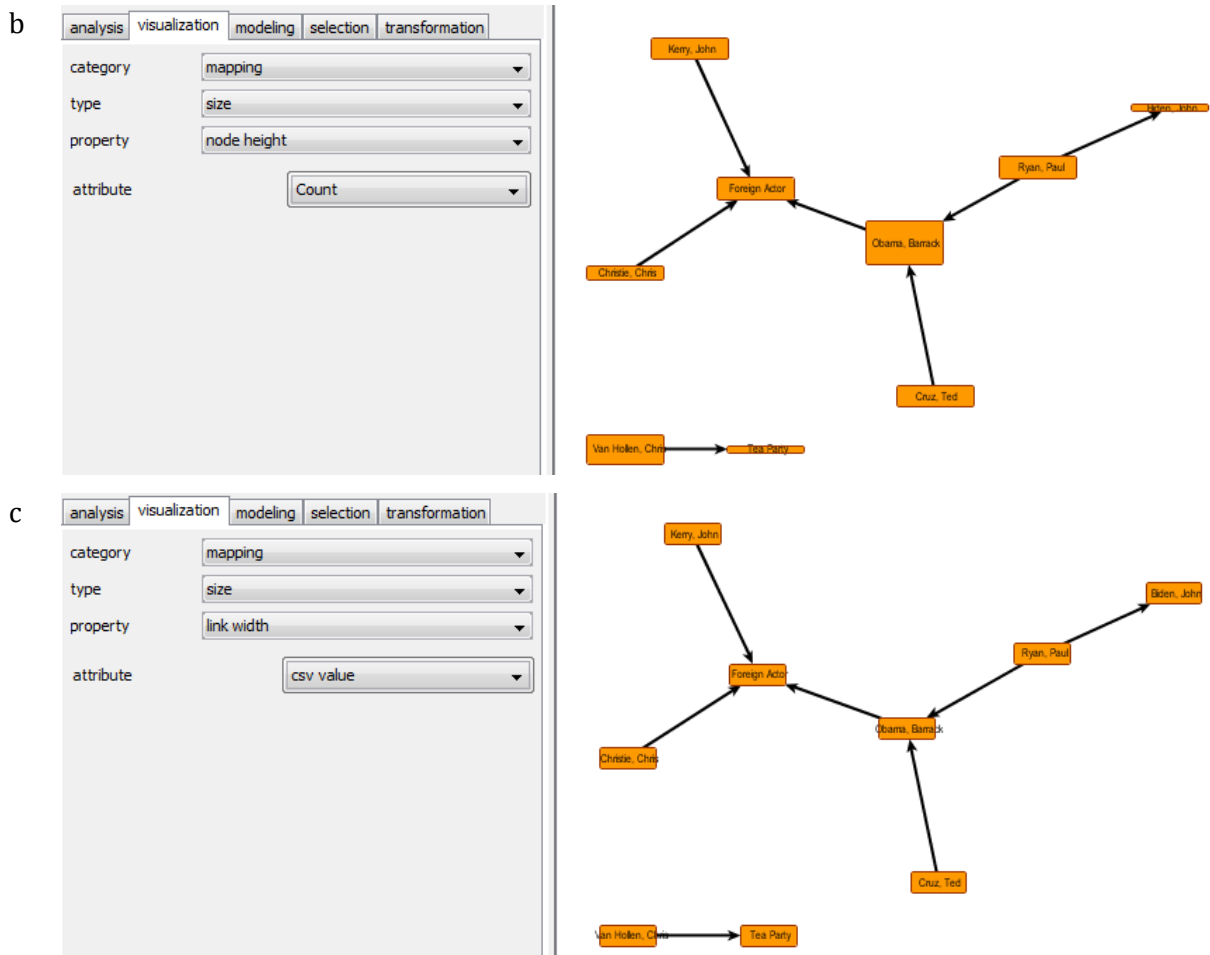 b
analysis visualization modeling selection transformation
category mapping
type size
property node height
attribute Count
Kerry, John
Biden, John
Ryan, Paul
Foreign Actor
Obama, Barrack
Christie, Chris
Cruz, Ted
Van Hollen, Chris
Tea Party
c
analysis visualization modeling selection transformation
category mapping
type size
property link width
attribute csv value
Kerry, John
Biden, John
Ryan, Paul
Foreign Actor
Obama, Barrack
Christie, Chris
Cruz, Ted
Van Hollen, Chris
Tea Party